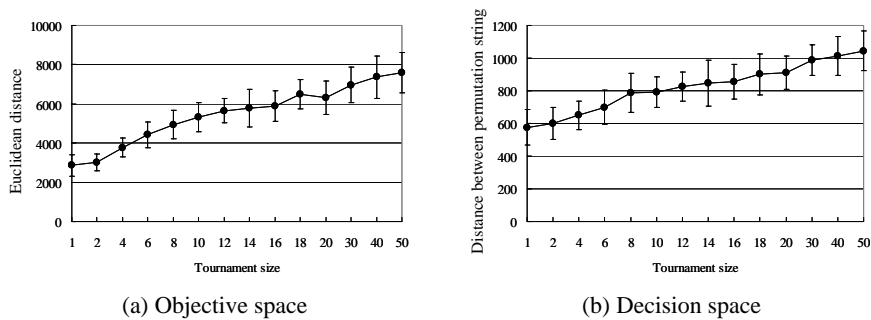 Euclidean distance
10000
8000
6000
4000
2000
0
1 2 4 6 8 10 12 14 16 18 20 30 40 50
Tournament size
(a) Objective space
Distance between permutation string
1200
1000
800
600
400
200
0
1 2 4 6 8 10 12 14 16 18 20 30 40 50
Tournament size
(b) Decision space